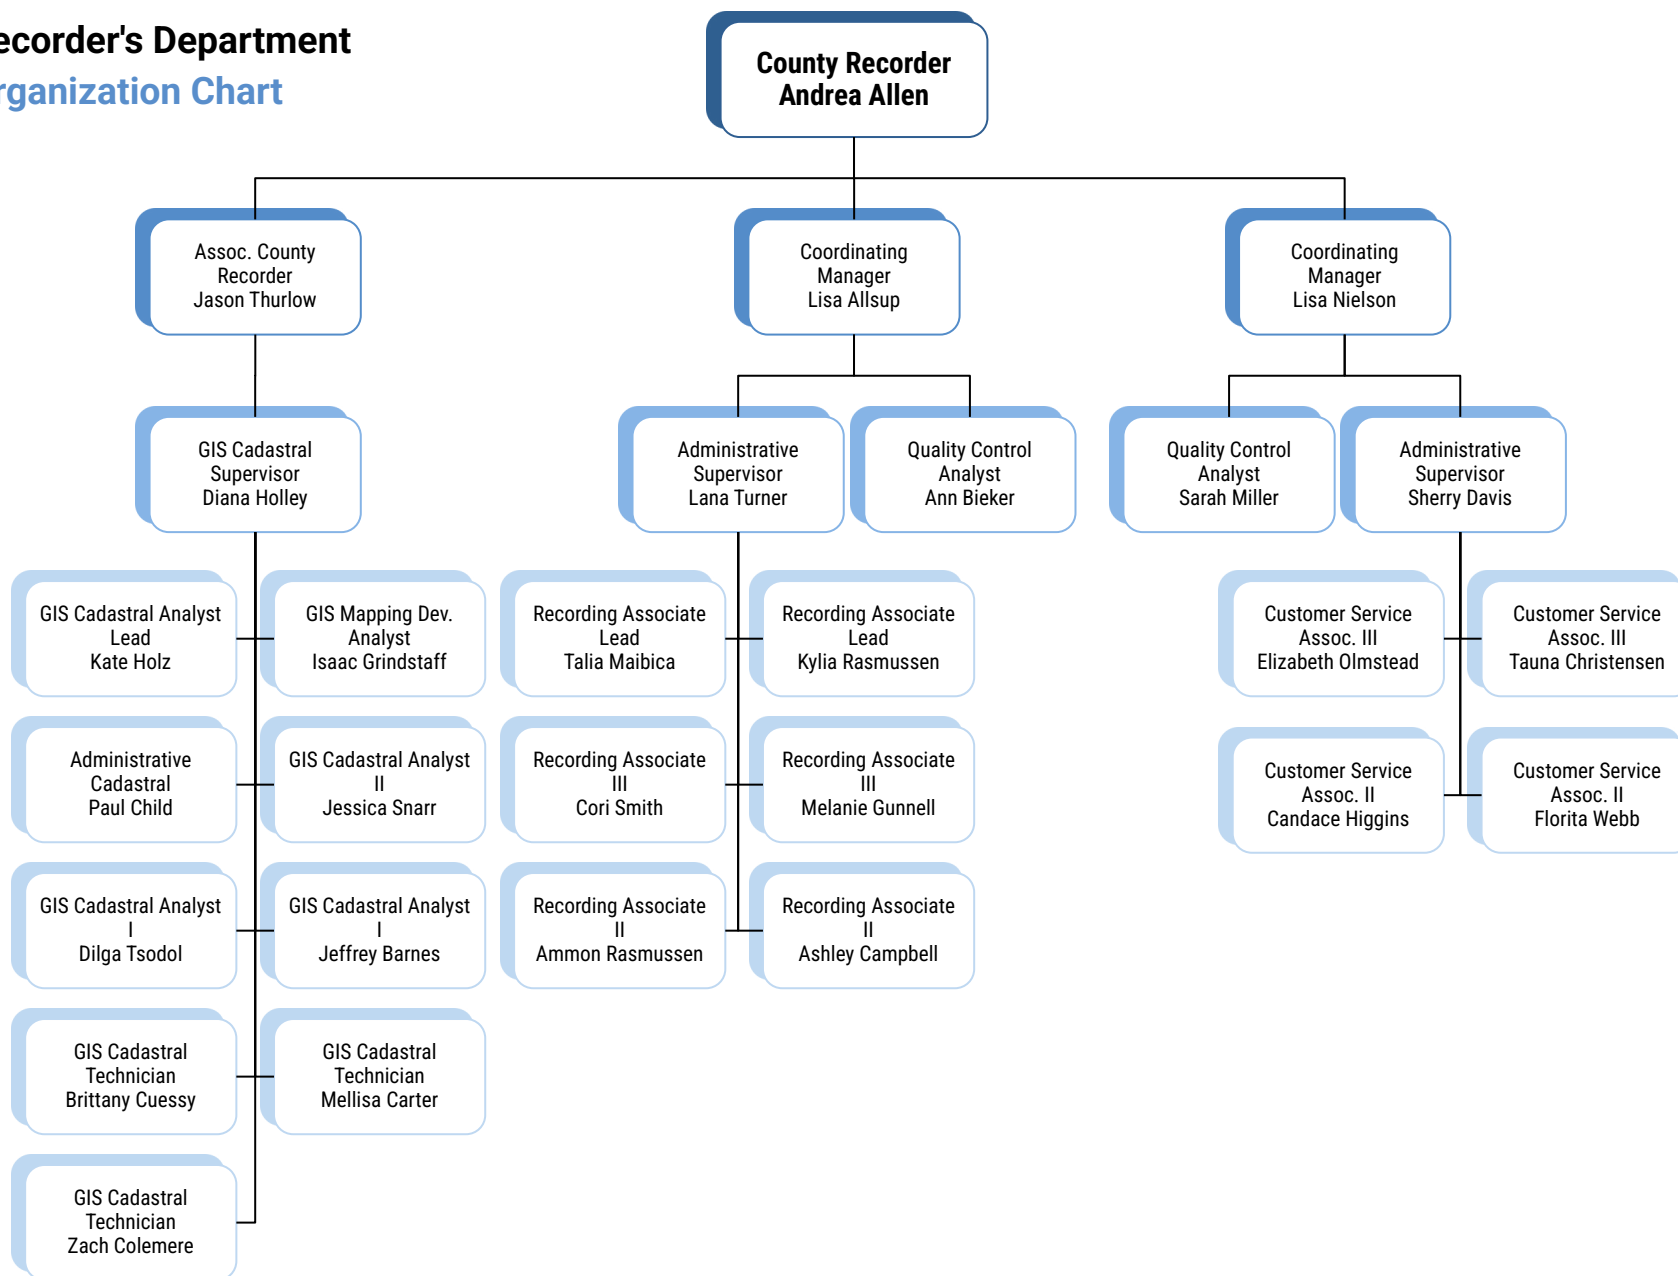 ecorder's Department
rganization Chart
County Recorder
Andrea Allen
Assoc. County
Recorder
Jason Thurlow
Coordinating
Manager
Lisa Allsup
Coordinating
Manager
Lisa Nielson
GIS Cadastral
Supervisor
Diana Holley
Administrative
Supervisor
Lana Turner
Quality Control
Analyst
Ann Bieker
Quality Control
Analyst
Sarah Miller
Administrative
Supervisor
Sherry Davis
GIS Cadastral Analyst
Lead
Kate Holz
GIS Mapping Dev.
Analyst
Isaac Grindstaff
Recording Associate
Lead
Talia Maibica
Recording Associate
Lead
Kylia Rasmussen
Customer Service
Assoc. III
Elizabeth Olmstead
Customer Service
Assoc. III
Tauna Christensen
Administrative
Cadastral
Paul Child
GIS Cadastral Analyst
II
Jessica Snarr
Recording Associate
III
Cori Smith
Recording Associate
III
Melanie Gunnell
Customer Service
Assoc. II
Candace Higgins
Customer Service
Assoc. II
Florita Webb
GIS Cadastral Analyst
I
Dilga Tsodol
GIS Cadastral Analyst
I
Jeffrey Barnes
Recording Associate
II
Ammon Rasmussen
Recording Associate
II
Ashley Campbell
GIS Cadastral
Technician
Brittany Cuessy
GIS Cadastral
Technician
Mellisa Carter
GIS Cadastral
Technician
Zach Colemere